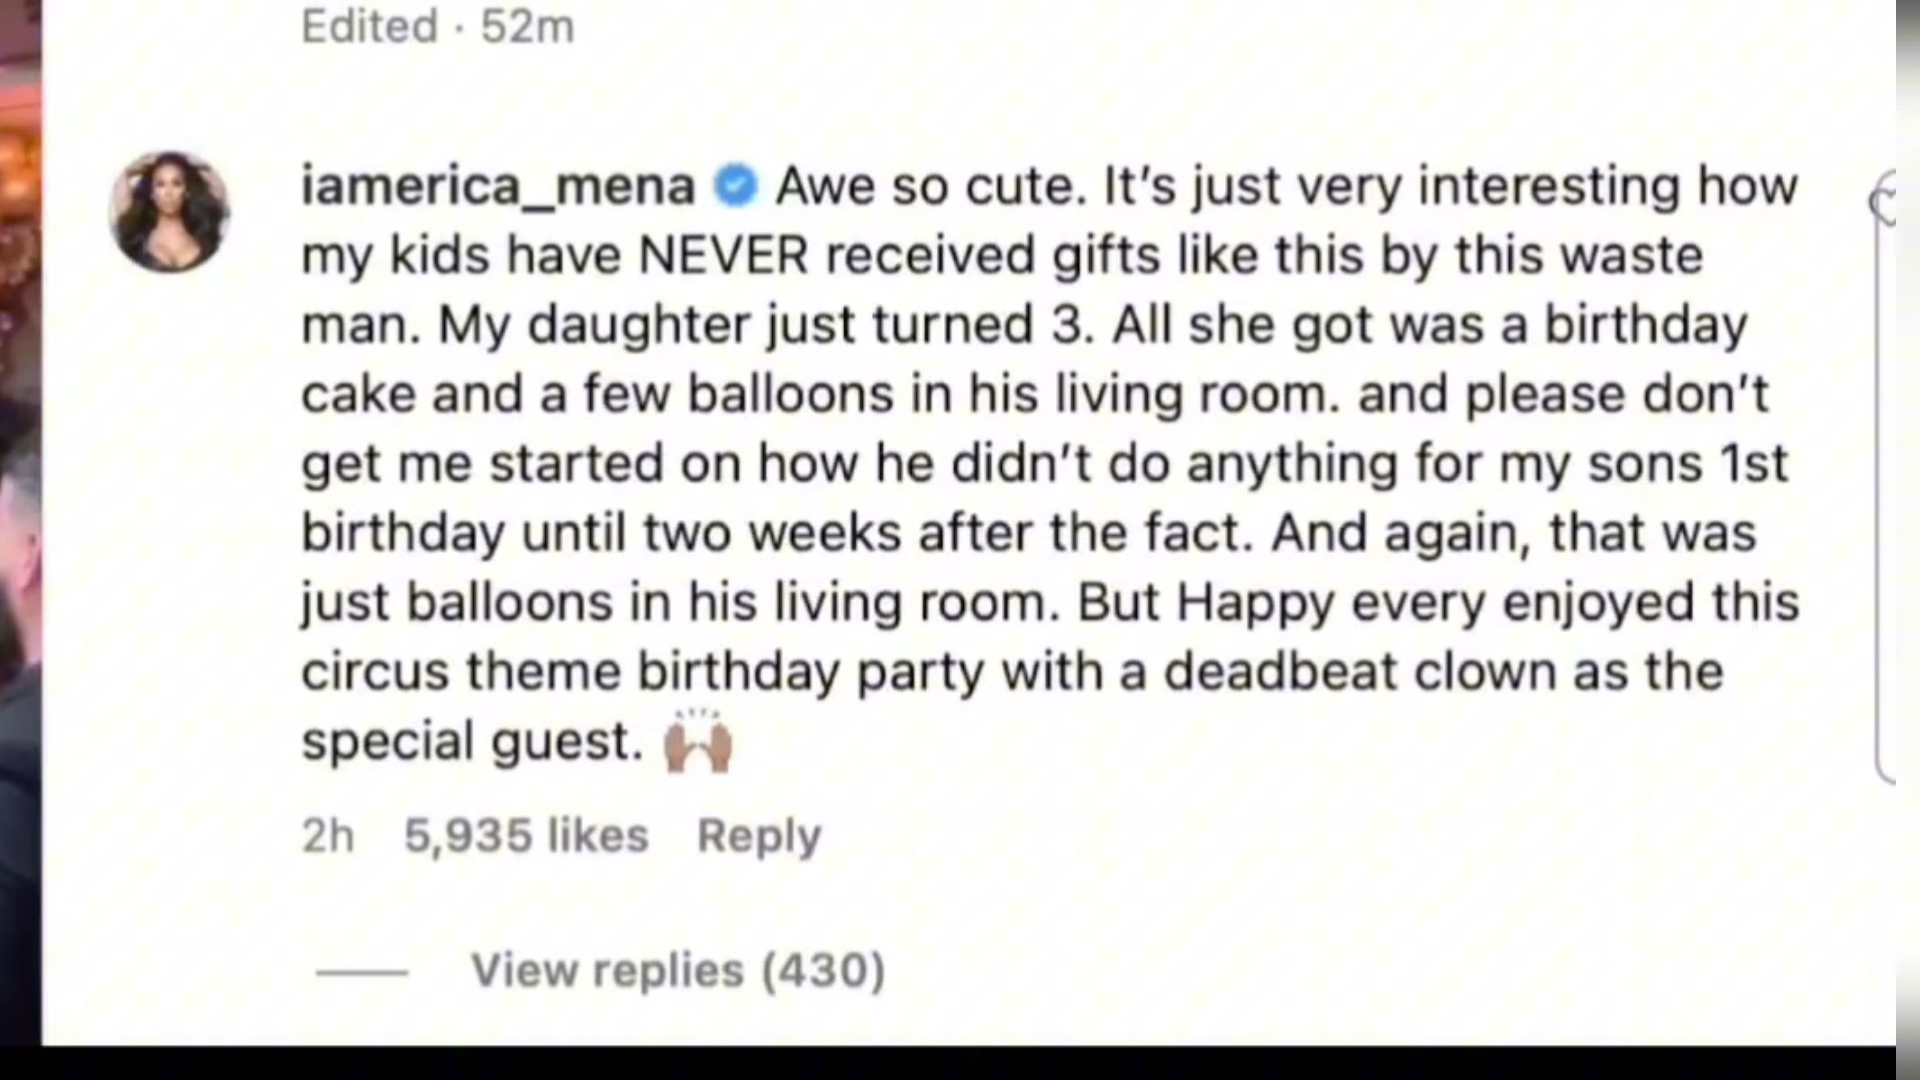 Edited · 52m
iamerica_mena Awe so cute. It's just very interesting how
my kids have NEVER received gifts like this by this waste
man. My daughter just turned 3. All she got was a birthday
cake and a few balloons in his living room. and please don't
get me started on how he didn't do anything for my sons 1st
birthday until two weeks after the fact. And again, that was
just balloons in his living room. But Happy every enjoyed this
circus theme birthday party with a deadbeat clown as the
special guest. 🙌🏽
2h 5,935 likes Reply
View replies (430)